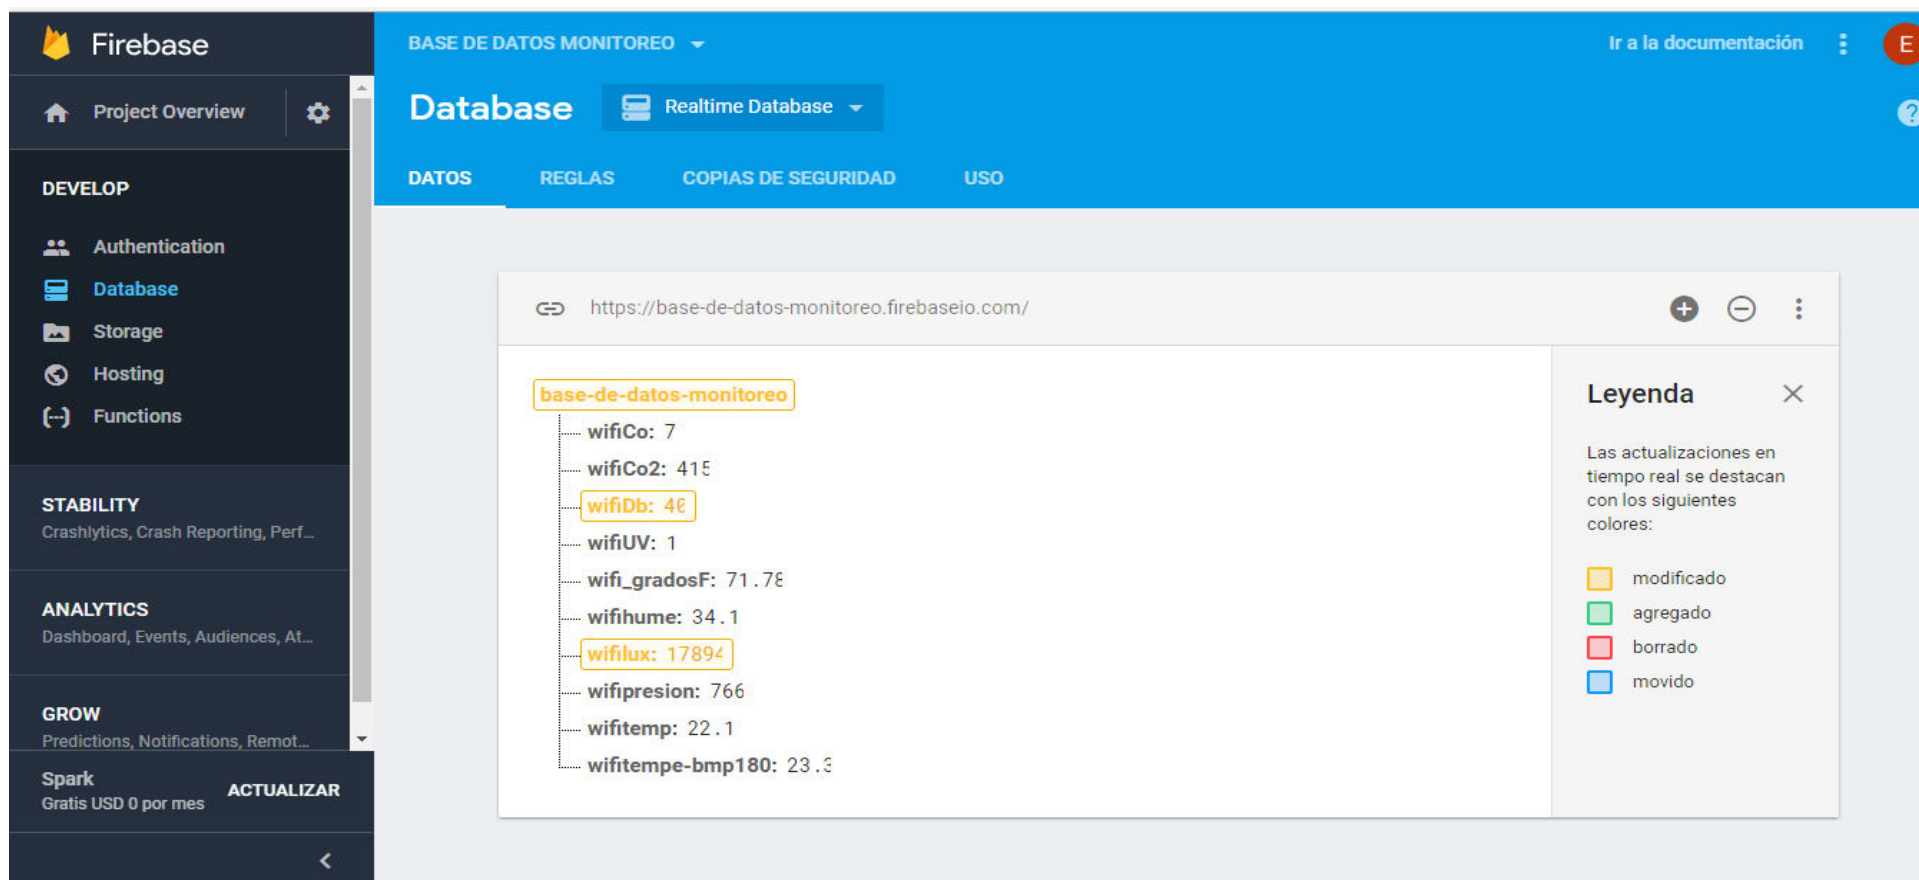 Firebase
Project Overview
DEVELOP
Authentication
Database
Storage
Hosting
Functions
STABILITY
Crashlytics, Crash Reporting, Perf...
ANALYTICS
Dashboard, Events, Audiences, At...
GROW
Predictions, Notifications, Remot...
Spark
Gratis USD 0 por mes
ACTUALIZAR
BASE DE DATOS MONITOREO
Ir a la documentación
E
Database
Realtime Database
?
DATOS REGLAS COPIAS DE SEGURIDAD USO
https://base-de-datos-monitoreo.firebaseio.com/
base-de-datos-monitoreo
wifiCo: 7
wifiCo2: 415
wifiDb:
wifiUV: 1
wifi_gradosF: 71.78
wifihume: 34.1
wifilux: 17894
wifipresion: 766
wifitemp: 22.1
wifitempe-bmp180: 23.3
Leyenda
Las actualizaciones en
tiempo real se destacan
con los siguientes
colores:
modificado
agregado
borrado
movido